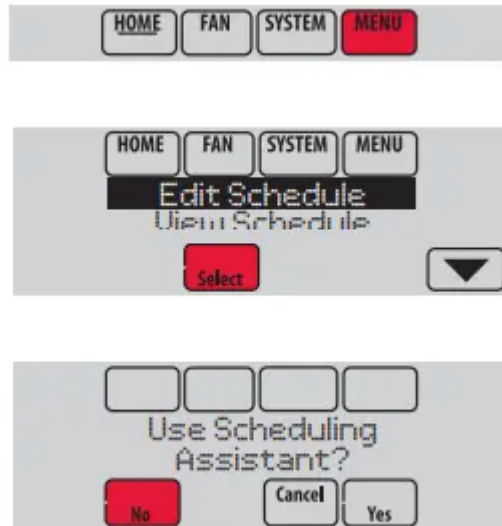 HOME FAN SYSTEM MENU
HOME FAN SYSTEM MENU
Edit Schedule
View Schedule
Select
Use Scheduling
Assistant?
No Cancel Yes